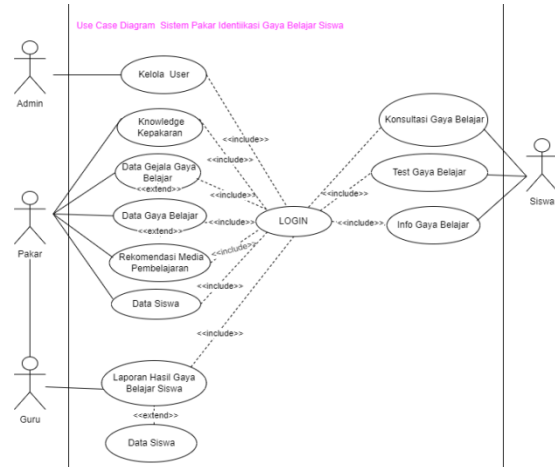 Use Case Diagram Sistem Pakar Identiikasi Gaya Belajar Siswa
Admin
Kelola User
Knowledge
Kepakaran
Data Gejala Gaya
Belajar
<<extend>>
Data Gaya Belajar
<<extend>>
Rekomendasi Media
Pembelajaran
Data Siswa
Pakar
<<include>>
<<include>>
<<include>>
<<include>>
<<include>>
<<include>>
<<include>>
LOGIN
<<include>>
<<include>>
<<include>>
Konsultasi Gaya Belajar
Test Gaya Belajar
Info Gaya Belajar
Siswa
Guru
Laporan Hasil Gaya
Belajar Siswa
<<extend>>
Data Siswa